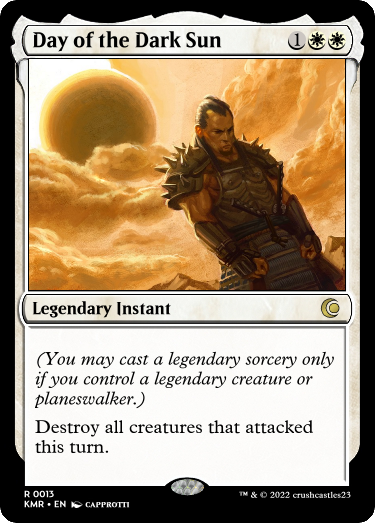 Day of the Dark Sun 1
Legendary Instant
(You may cast a legendary sorcery only
if you control a legendary creature or
planeswalker.)
Destroy all creatures that attacked
this turn.
R 0013
KMR • EN CAPPROTTI
™ & © 2022 crushcastles23